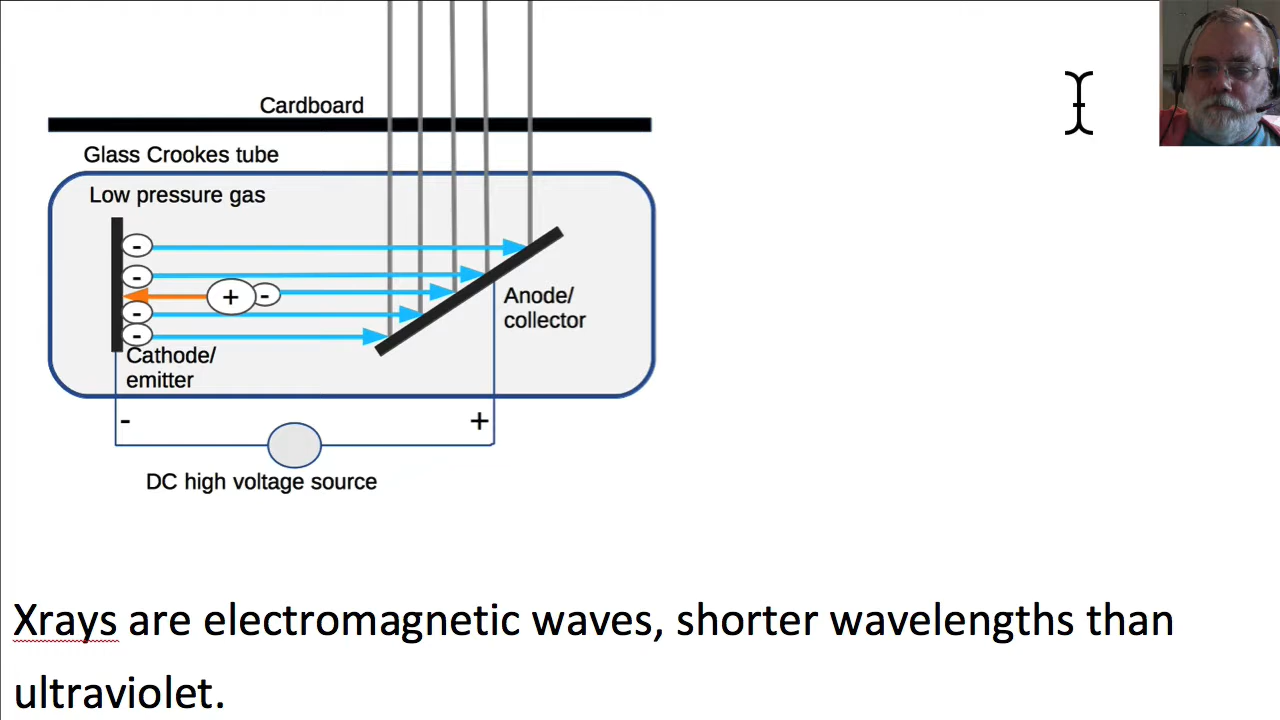 Cardboard
Glass Crookes tube
Low pressure gas
-
-
+ -
-
-
Anode/
collector
Cathode/
emitter
- +
DC high voltage source
Xrays are electromagnetic waves, shorter wavelengths than
ultraviolet.